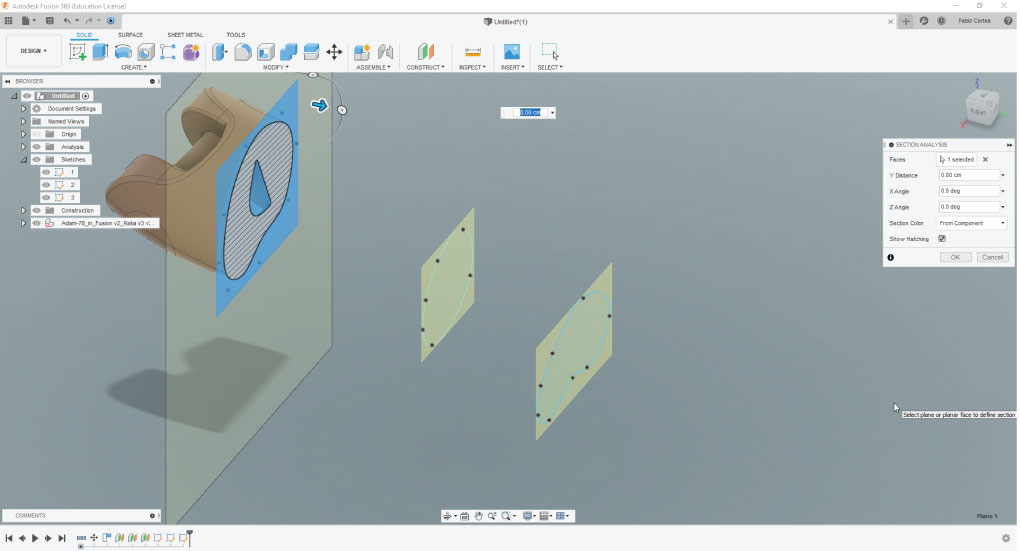 Autodesk Fusion 360 (Education License)
Untitled*(1)
Pablo Cortes
DESIGN
SOLID SURFACE SHEET METAL TOOLS
CREATE MODIFY ASSEMBLE CONSTRUCT INSPECT INSERT SELECT
BROWSER
Untitled
Document Settings
Named Views
Origin
Analysis
Sketches
1
2
3
Construction
Adam-78_in_Fusion v2_Reka v3 v...
0.00 cm
RIGHT
Z
SECTION ANALYSIS
Faces 1 selected
Y Distance 0.00 cm
X Angle 0.0 deg
Z Angle 0.0 deg
Section Color From Component
Show Hatching
OK Cancel
Select plane or planar face to define section
COMMENTS
Plano 1